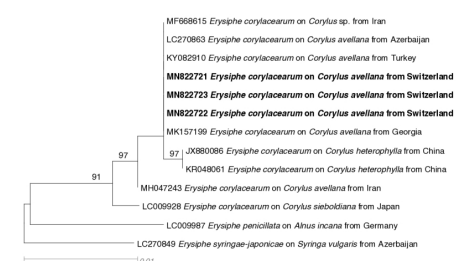 MF668615 Erysiphe corylacearum on Corylus sp. from Iran
LC270863 Erysiphe corylacearum on Corylus avellana from Azerbaijan
KY082910 Erysiphe corylacearum on Corylus avellana from Turkey
MN822721 Erysiphe corylacearum on Corylus avellana from Switzerland
MN822723 Erysiphe corylacearum on Corylus avellana from Switzerland
MN822722 Erysiphe corylacearum on Corylus avellana from Switzerland
MK157199 Erysiphe corylacearum on Corylus avellana from Georgia
97
JX880086 Erysiphe corylacearum on Corylus heterophylla from China
97
KR048061 Erysiphe corylacearum on Corylus heterophylla from China
91
MH047243 Erysiphe corylacearum on Corylus avellana from Iran
LC009928 Erysiphe corylacearum on Corylus sieboldiana from Japan
LC009987 Erysiphe penicillata on Alnus incana from Germany
LC270849 Erysiphe syringae-japonicae on Syringa vulgaris from Azerbaijan